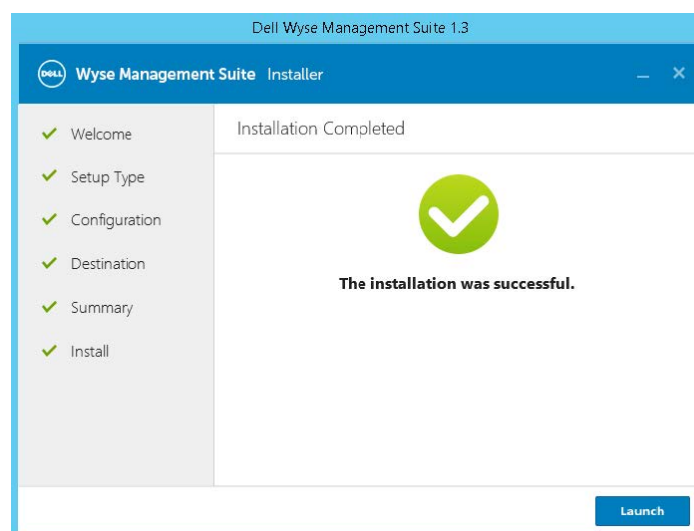 Dell Wyse Management Suite 1.3
DELL Wyse Management Suite Installer
Welcome
Setup Type
Configuration
Destination
Summary
Install
Installation Completed
The installation was successful.
Launch